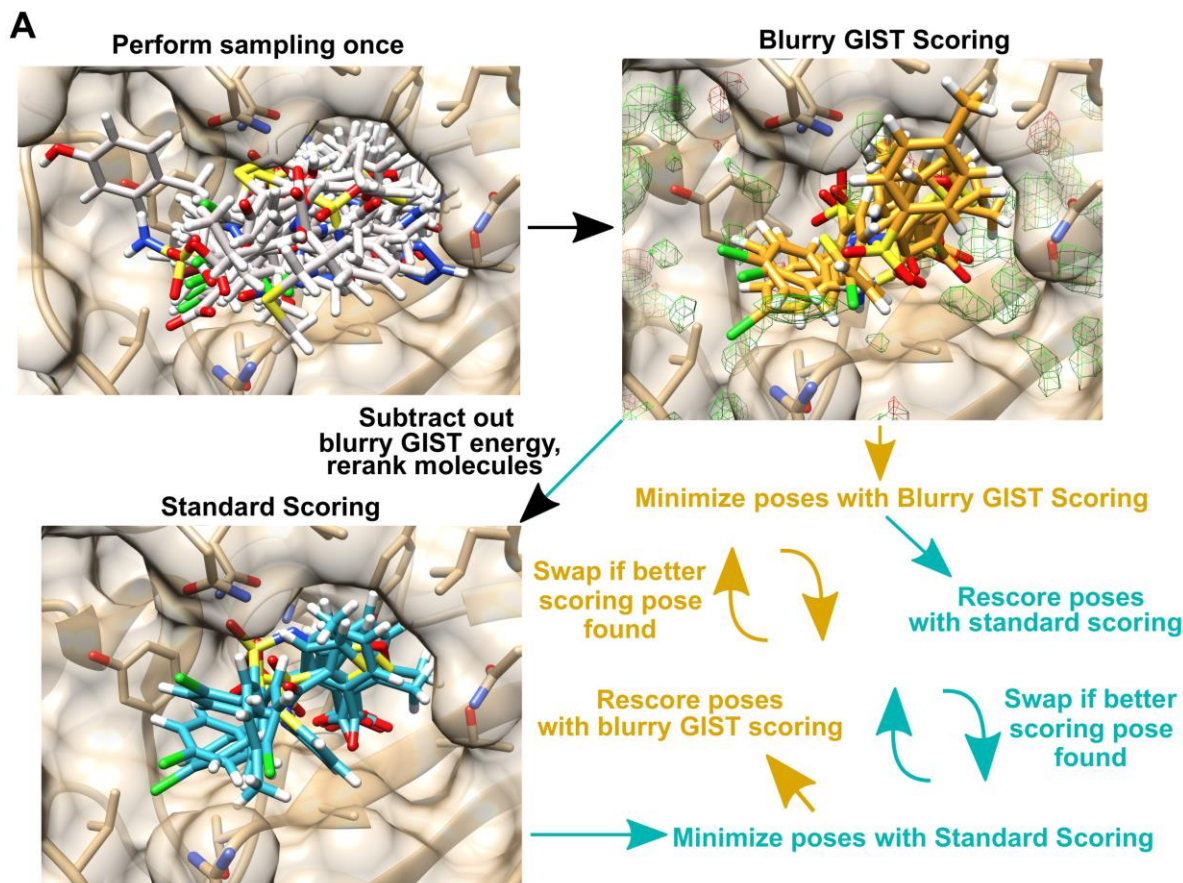 A
Perform sampling once
Blurry GIST Scoring
Subtract out
blurry GIST energy,
rerank molecules
Standard Scoring
Minimize poses with Blurry GIST Scoring
Swap if better
scoring pose
found
Rescore poses
with standard scoring
Rescore poses
with blurry GIST scoring
Swap if better
scoring pose
found
Minimize poses with Standard Scoring